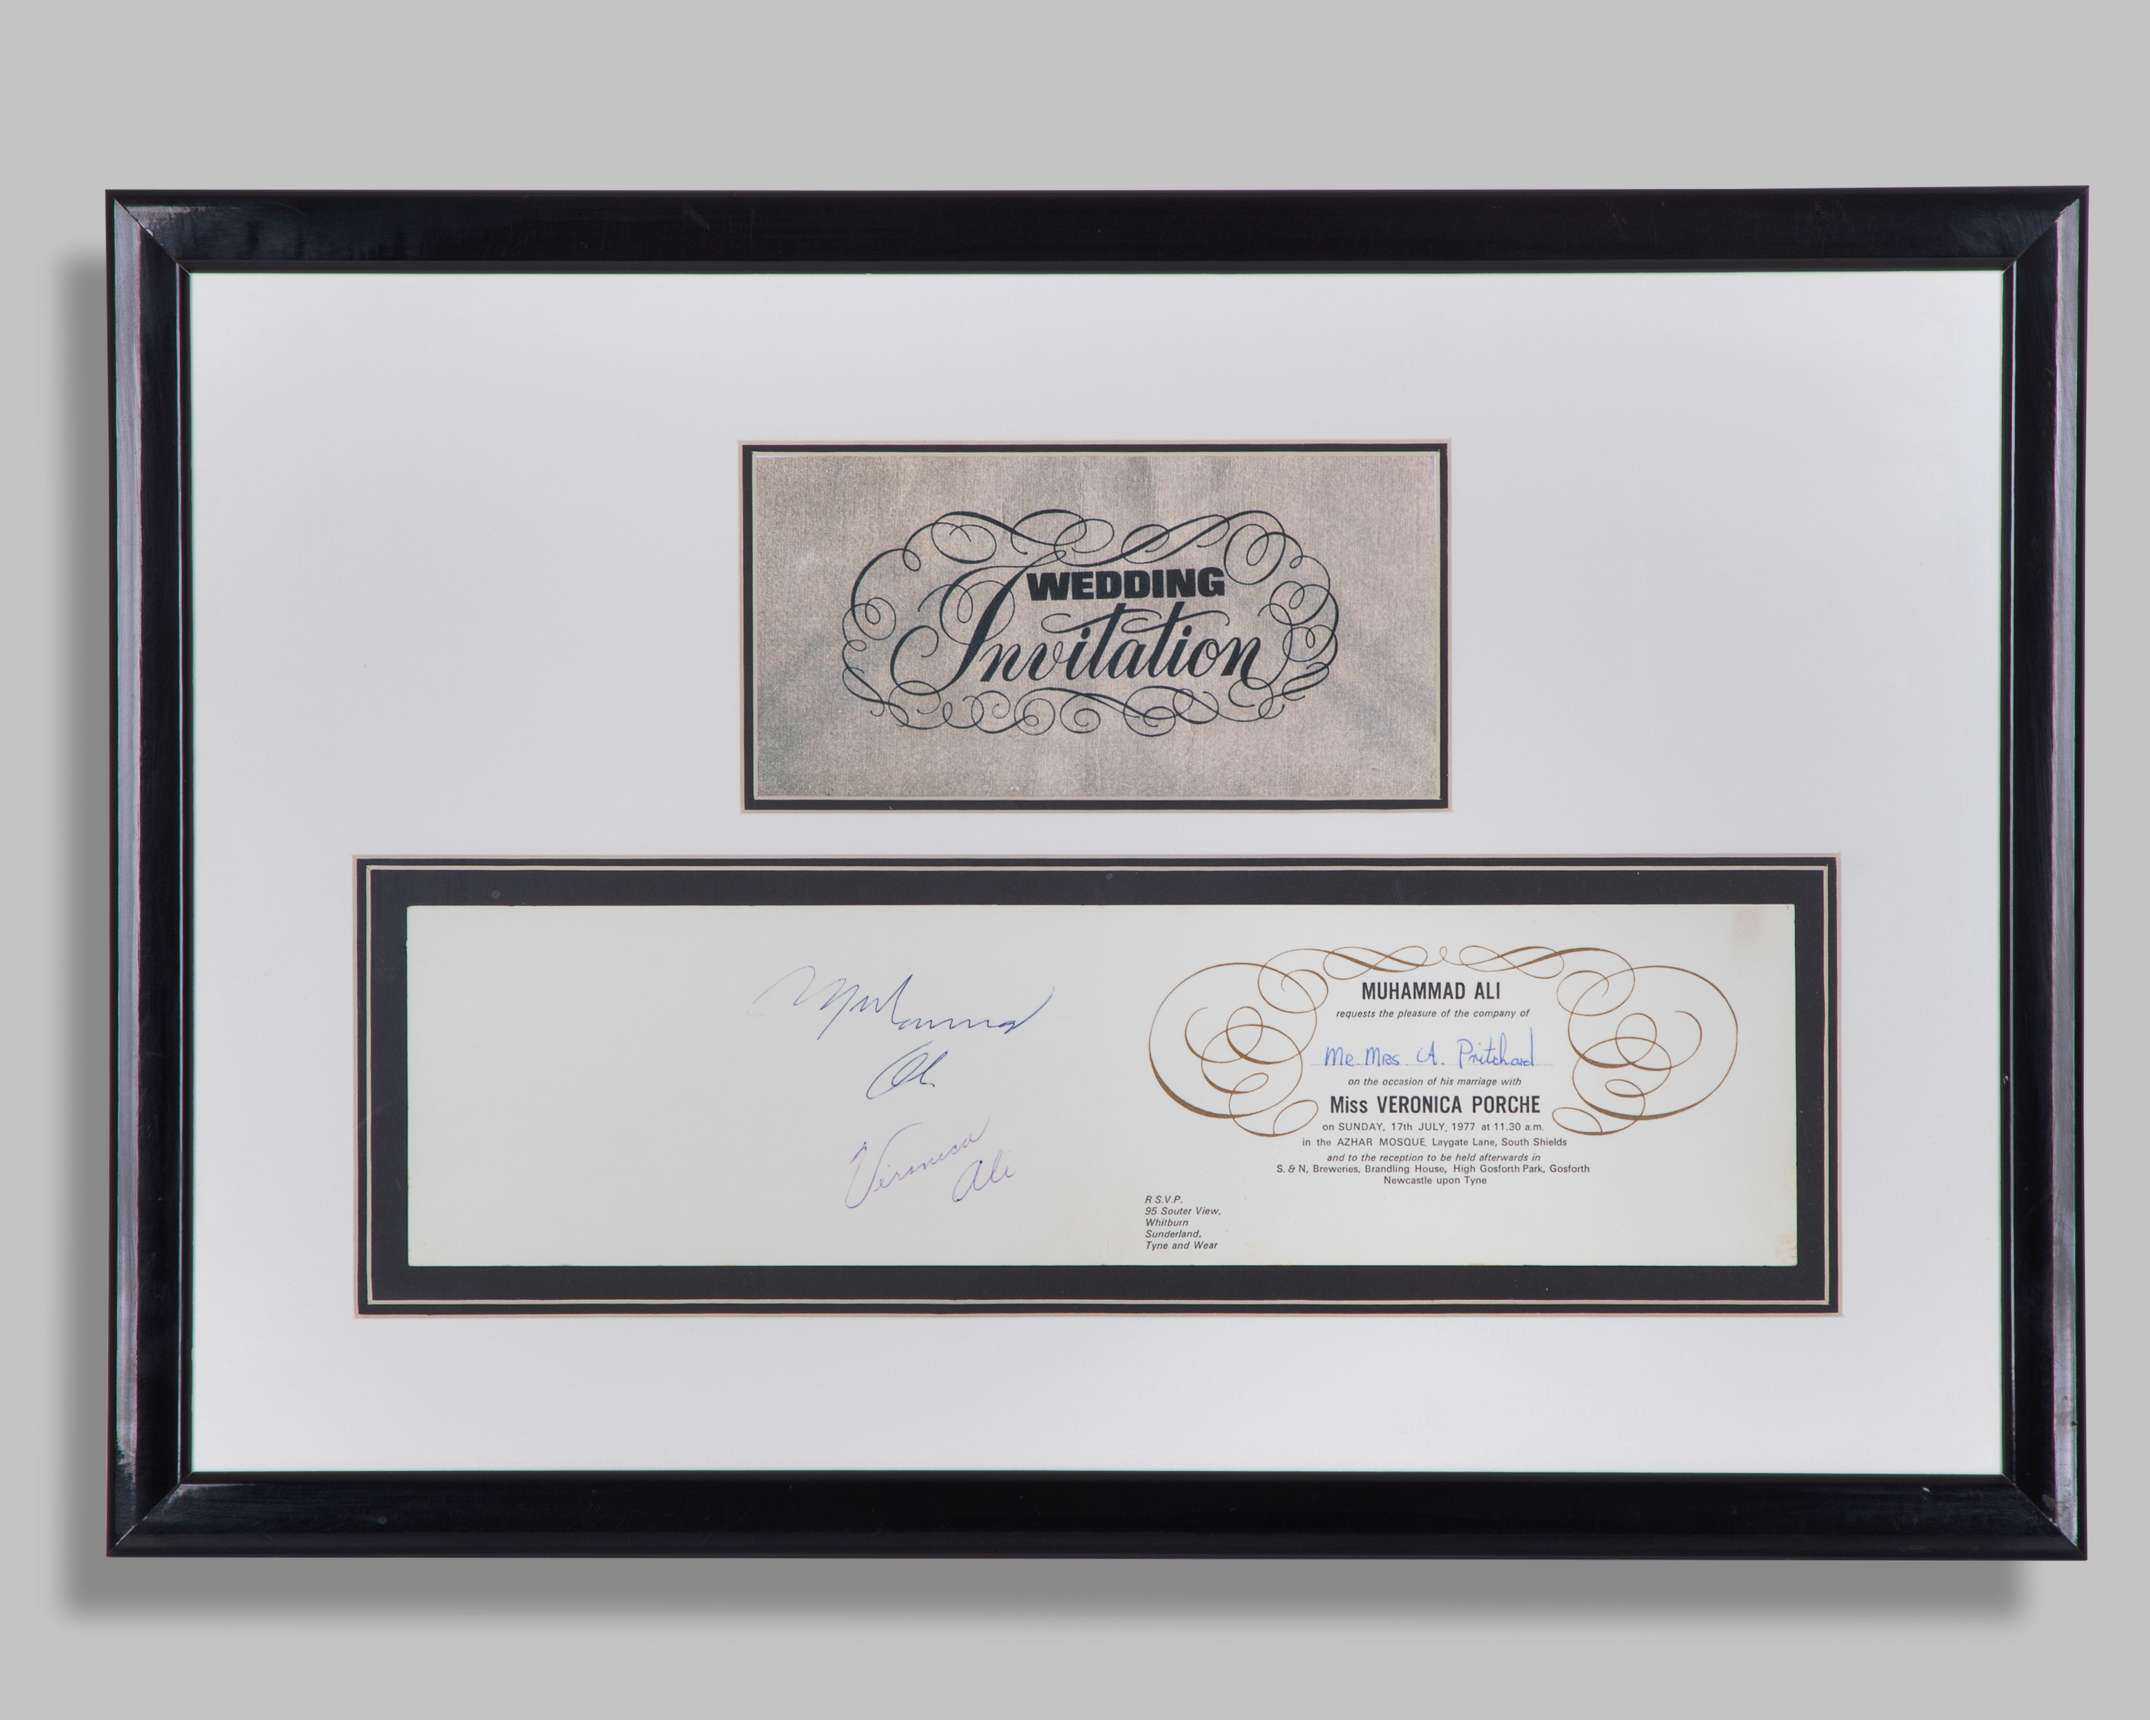 WEDDING
Invitation
Muhammad
Ali
Veronica
Ali
MUHAMMAD ALI
requests the pleasure of the company of
Mr. Mrs A. Pritchard
on the occasion of his marriage with
Miss VERONICA PORCHE
on SUNDAY, 17th JULY, 1977 at 11.30 a.m.
in the AZHAR MOSQUE, Laygate Lane, South Shields
and to the reception to be held afterwards in
S. & N, Breweries, Brandling House, High Gosforth Park, Gosforth
Newcastle upon Tyne
R S.V.P.
95 Souter View,
Whitburn
Sunderland,
Tyne and Wear